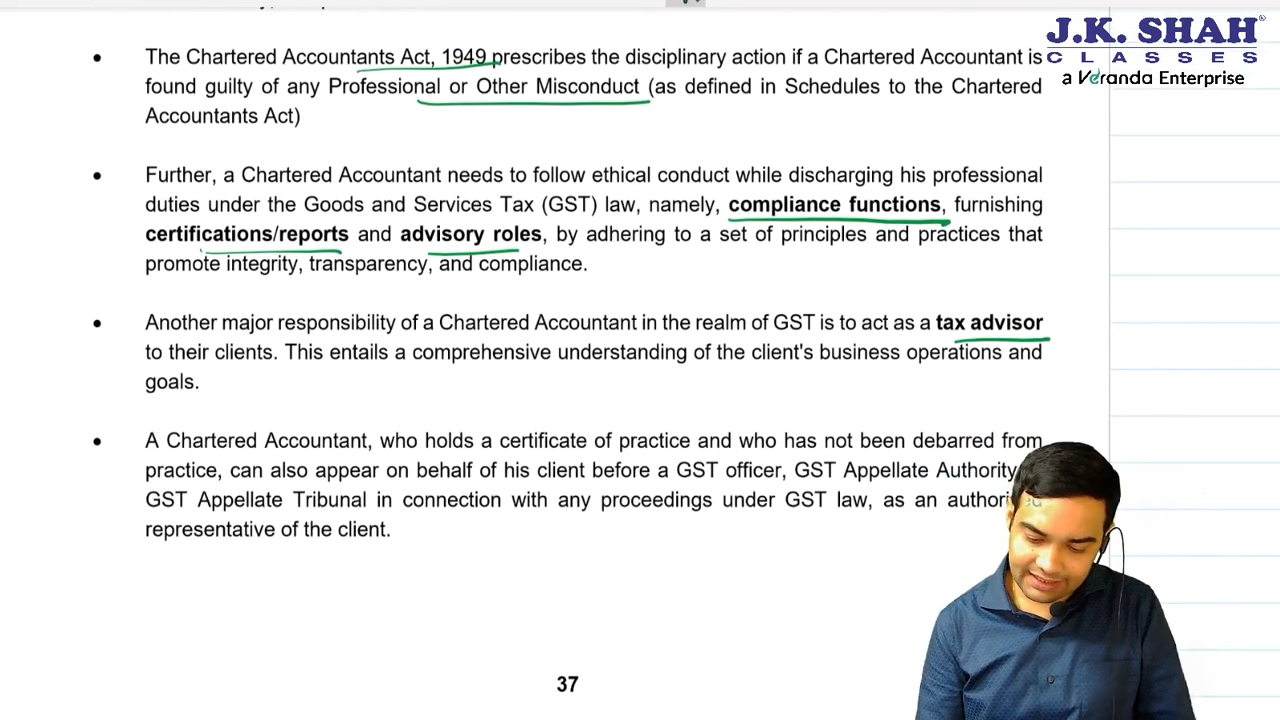 J.K. SHAH®
CLASSES
a Veranda Enterprise
• The Chartered Accountants Act, 1949 prescribes the disciplinary action if a Chartered Accountant is
found guilty of any Professional or Other Misconduct (as defined in Schedules to the Chartered
Accountants Act)
• Further, a Chartered Accountant needs to follow ethical conduct while discharging his professional
duties under the Goods and Services Tax (GST) law, namely, compliance functions, furnishing
certifications/reports and advisory roles, by adhering to a set of principles and practices that
promote integrity, transparency, and compliance.
• Another major responsibility of a Chartered Accountant in the realm of GST is to act as a tax advisor
to their clients. This entails a comprehensive understanding of the client's business operations and
goals.
• A Chartered Accountant, who holds a certificate of practice and who has not been debarred from
practice, can also appear on behalf of his client before a GST officer, GST Appellate Authority
GST Appellate Tribunal in connection with any proceedings under GST law, as an
representative of the client.
37